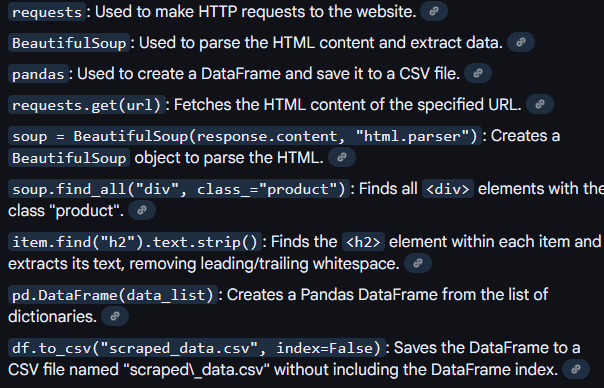 requests: Used to make HTTP requests to the website.
BeautifulSoup: Used to parse the HTML content and extract data.
pandas: Used to create a DataFrame and save it to a CSV file.
requests.get(url): Fetches the HTML content of the specified URL.
soup = BeautifulSoup(response.content, "html.parser"): Creates a
BeautifulSoup object to parse the HTML.
soup.find_all("div", class_="product"): Finds all <div> elements with the
class "product".
item.find("h2").text.strip(): Finds the <h2> element within each item and
extracts its text, removing leading/trailing whitespace.
pd.DataFrame(data_list): Creates a Pandas DataFrame from the list of
dictionaries.
df.to_csv("scraped_data.csv", index=False): Saves the DataFrame to a
CSV file named "scraped\_data.csv" without including the DataFrame index.